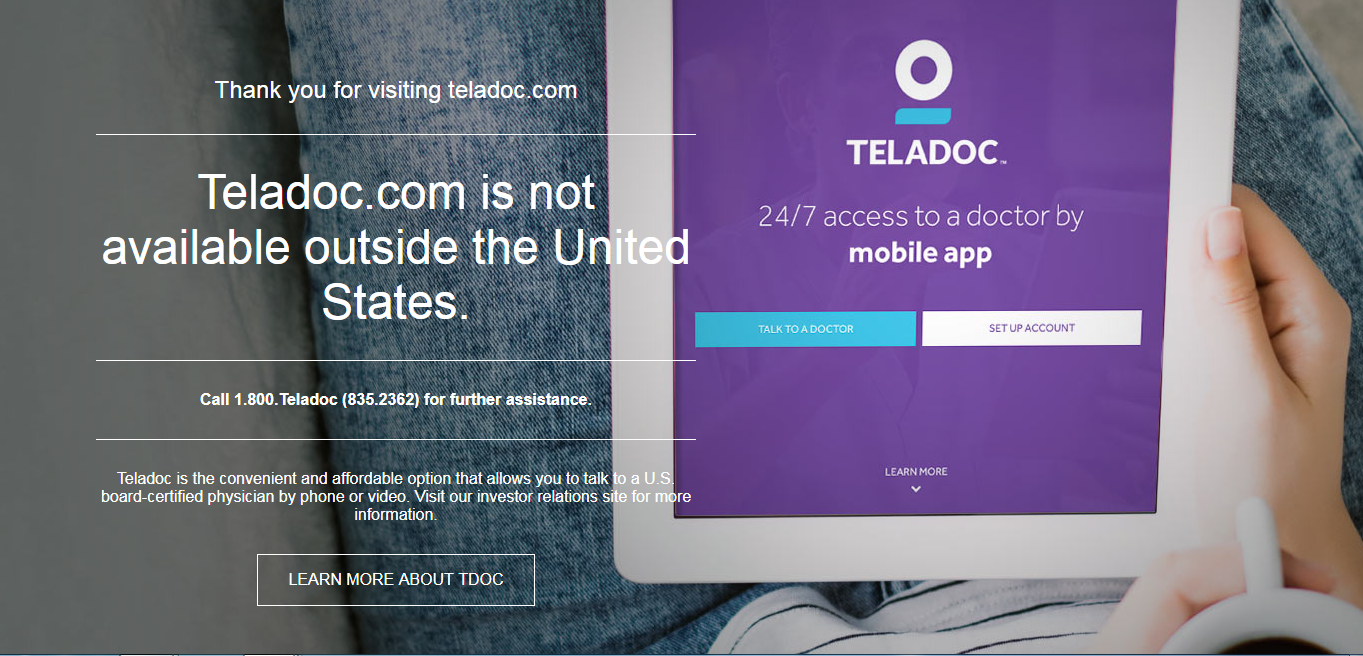 Thank you for visiting teladoc.com
Teladoc.com is not
available outside the United
States.
Call 1.800.Teladoc (835.2362) for further assistance.
Teladoc is the convenient and affordable option that allows you to talk to a U.S.
board-certified physician by phone or video. Visit our investor relations site for more
information.
LEARN MORE ABOUT TDOC
TELADOC™
24/7 access to a doctor by
mobile app
TALK TO A DOCTOR
SET UP ACCOUNT
LEARN MORE